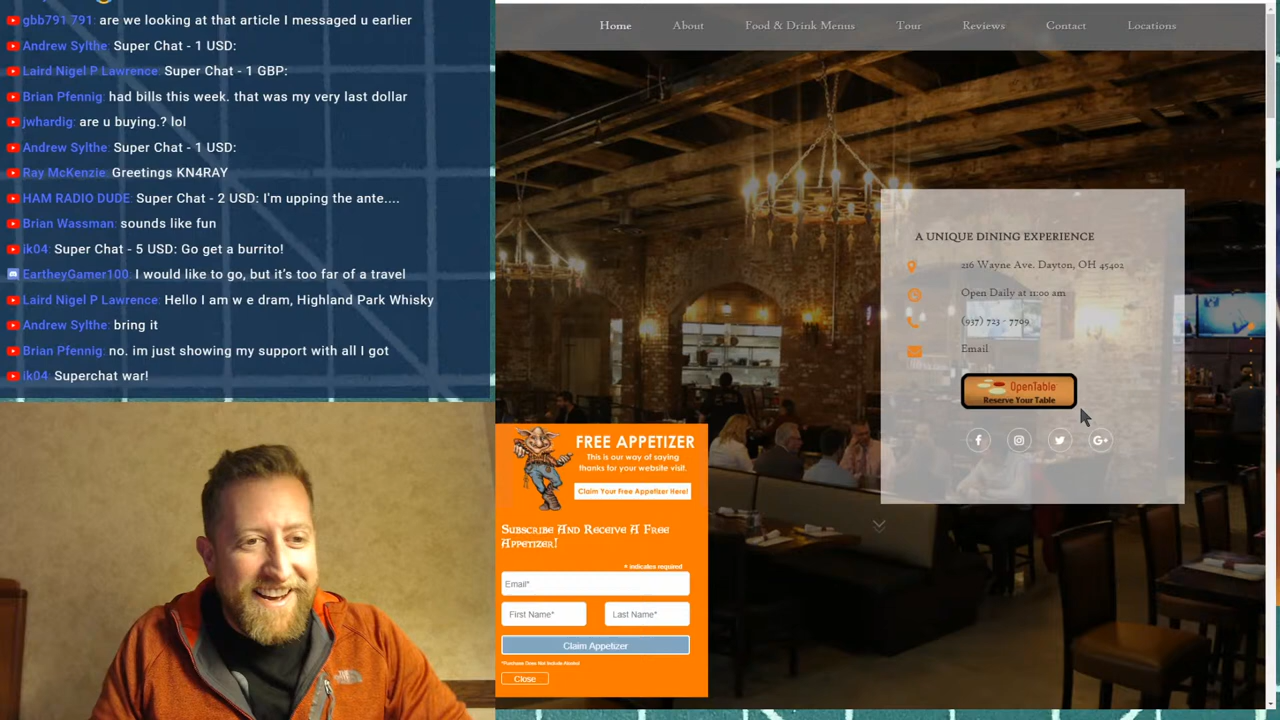 gbb791 791: are we looking at that article I messaged u earlier
Andrew Sylthe: Super Chat - 1 USD:
Laird Nigel P Lawrence: Super Chat - 1 GBP:
Brian Pfennig: had bills this week. that was my very last dollar
jwhardig: are u buying.? lol
Andrew Sylthe: Super Chat - 1 USD:
Ray McKenzie: Greetings KN4RAY
HAM RADIO DUDE: Super Chat - 2 USD: I'm upping the ante....
Brian Wassman: sounds like fun
ik04: Super Chat - 5 USD: Go get a burrito!
EartheyGamer100: I would like to go, but it's too far of a travel
Laird Nigel P Lawrence: Hello I am w e dram, Highland Park Whisky
Andrew Sylthe: bring it
Brian Pfennig: no. im just showing my support with all I got
ik04: Superchat war!
Home About Food & Drink Menus Tour Reviews Contact Locations
A UNIQUE DINING EXPERIENCE
216 Wayne Ave. Dayton, OH 45402
Open Daily at 11:00 am
(937) 723 - 7709
Email
OpenTable
Reserve Your Table
FREE APPETIZER
This is our way of saying
thanks for your website visit.
Claim Your Free Appetizer Here!
Subscribe And Receive A Free
Appetizer!
* indicates required
Email*
First Name* Last Name*
Claim Appetizer
*Purchase Does Not Include Alcohol
Close